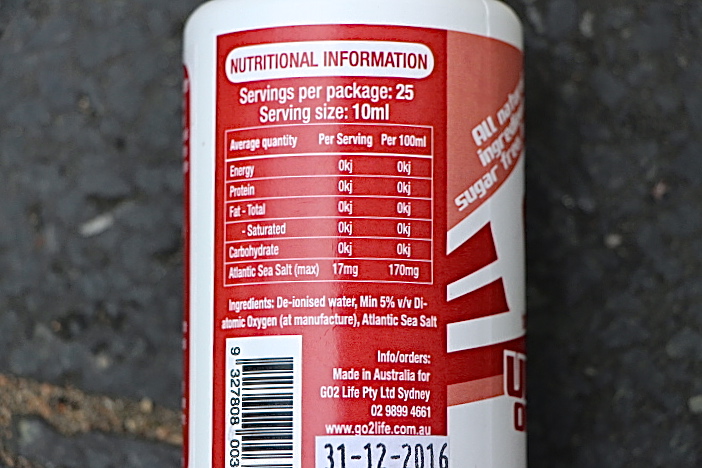 NUTRITIONAL INFORMATION
Servings per package: 25
Serving size: 10ml
Average quantity Per Serving Per 100ml
Energy 0kj 0kj
Protein 0kj 0kj
Fat - Total 0kj 0kj
- Saturated 0kj 0kj
Carbohydrate 0kj 0kj
Atlantic Sea Salt (max) 17mg 170mg
Ingredients: De-ionised water, Min 5% v/v Di-
atomic Oxygen (at manufacture), Atlantic Sea Salt
Info/orders:
Made in Australia for
GO2 Life Pty Ltd Sydney
02 9899 4661
www.go2life.com.au
31-12-2016
9 327808 003
All
sugar